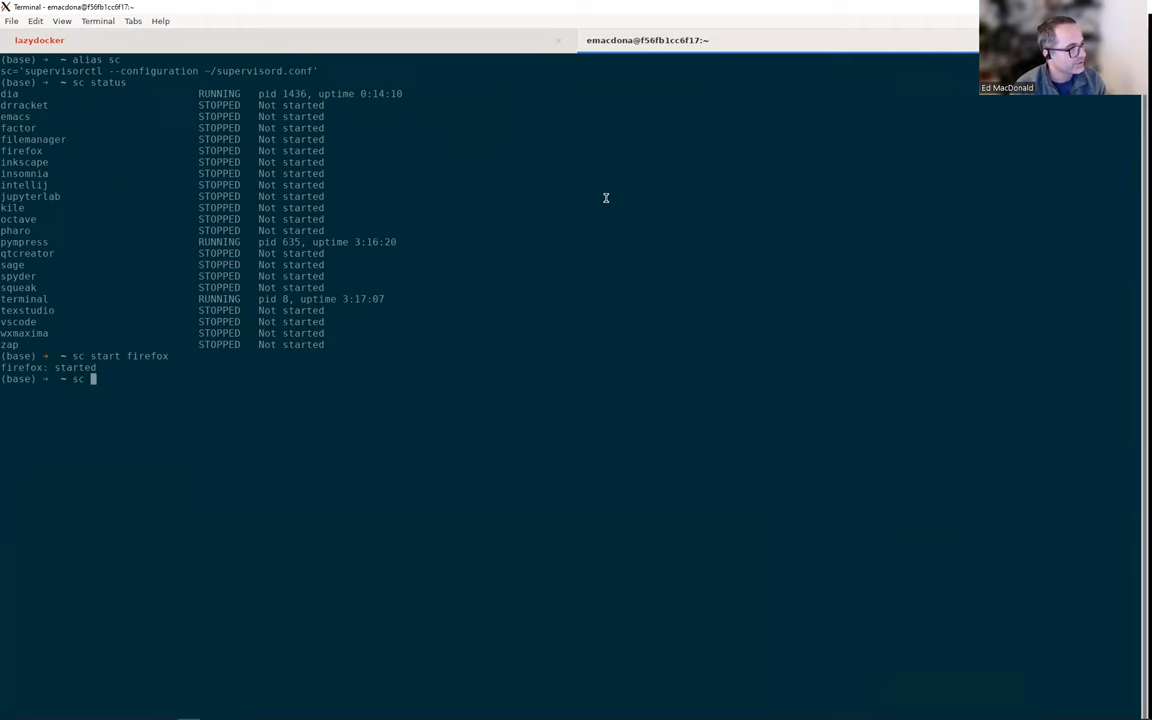 Terminal - emacdona@f56fb1cc6f17:~
File Edit View Terminal Tabs Help
lazydocker × emacdona@f56fb1cc6f17:~
Ed MacDonald
(base) → ~ alias sc
sc='supervisorctl --configuration ~/supervisord.conf'
(base) → ~ sc status
dia RUNNING pid 1436, uptime 0:14:10
drracket STOPPED Not started
emacs STOPPED Not started
factor STOPPED Not started
filemanager STOPPED Not started
firefox STOPPED Not started
inkscape STOPPED Not started
insomnia STOPPED Not started
intellij STOPPED Not started
jupyterlab STOPPED Not started
kile STOPPED Not started
octave STOPPED Not started
pharo STOPPED Not started
pympress RUNNING pid 635, uptime 3:16:20
qtcreator STOPPED Not started
sage STOPPED Not started
spyder STOPPED Not started
squeak STOPPED Not started
terminal RUNNING pid 8, uptime 3:17:07
texstudio STOPPED Not started
vscode STOPPED Not started
wxmaxima STOPPED Not started
zap STOPPED Not started
(base) → ~ sc start firefox
firefox: started
(base) → ~ sc